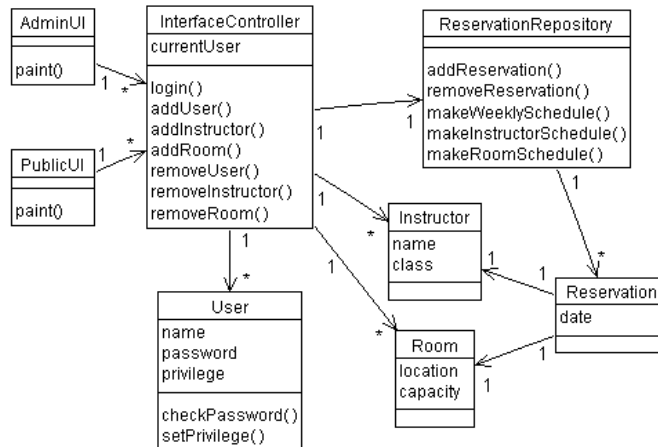 AdminUI
paint()
PublicUI
paint()
InterfaceController
currentUser
login()
addUser()
addInstructor()
addRoom()
removeUser()
removeInstructor()
removeRoom()
ReservationRepository
addReservation()
removeReservation()
makeWeeklySchedule()
makeInstructorSchedule()
makeRoomSchedule()
Instructor
name
class
Reservation
date
Room
location
capacity
User
name
password
privilege
checkPassword()
setPrivilege()
1
*
1
*
1
1
1
*
1
*
1
*
1
*
1
1
1
1